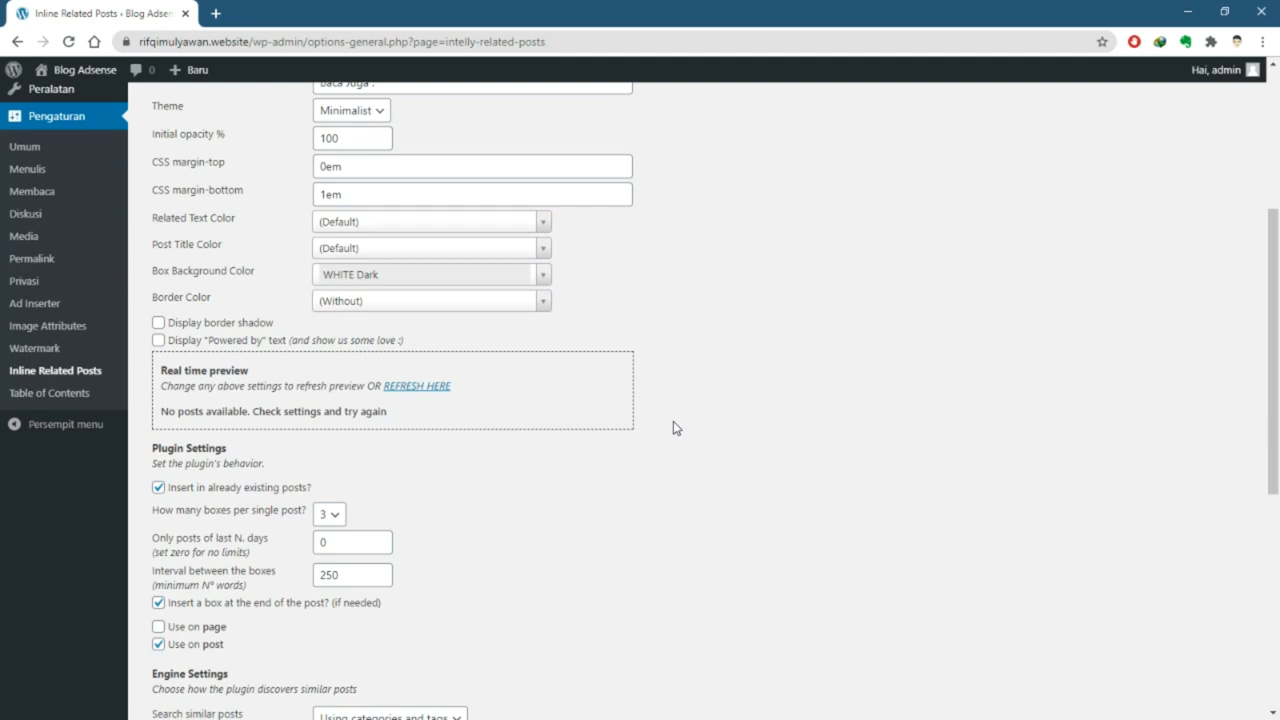 Inline Related Posts ‹ Blog Adsen
rifqimulyawan.website/wp-admin/options-general.php?page=intelly-related-posts
Blog Adsense
0
Baru
Hai, admin
Peralatan
Pengaturan
Umum
Menulis
Membaca
Diskusi
Media
Permalink
Privasi
Ad Inserter
Image Attributes
Watermark
Inline Related Posts
Table of Contents
Persempit menu
Baca Juga :
Theme
Minimalist
Initial opacity %
100
CSS margin-top
0em
CSS margin-bottom
1em
Related Text Color
(Default)
Post Title Color
(Default)
Box Background Color
WHITE Dark
Border Color
(Without)
Display border shadow
Display "Powered by" text (and show us some love :)
Real time preview
Change any above settings to refresh preview OR REFRESH HERE
No posts available. Check settings and try again
Plugin Settings
Set the plugin's behavior.
Insert in already existing posts?
How many boxes per single post?
3
Only posts of last N. days
(set zero for no limits)
0
Interval between the boxes
(minimum N° words)
250
Insert a box at the end of the post? (if needed)
Use on page
Use on post
Engine Settings
Choose how the plugin discovers similar posts
Search similar posts
Using categories and tags